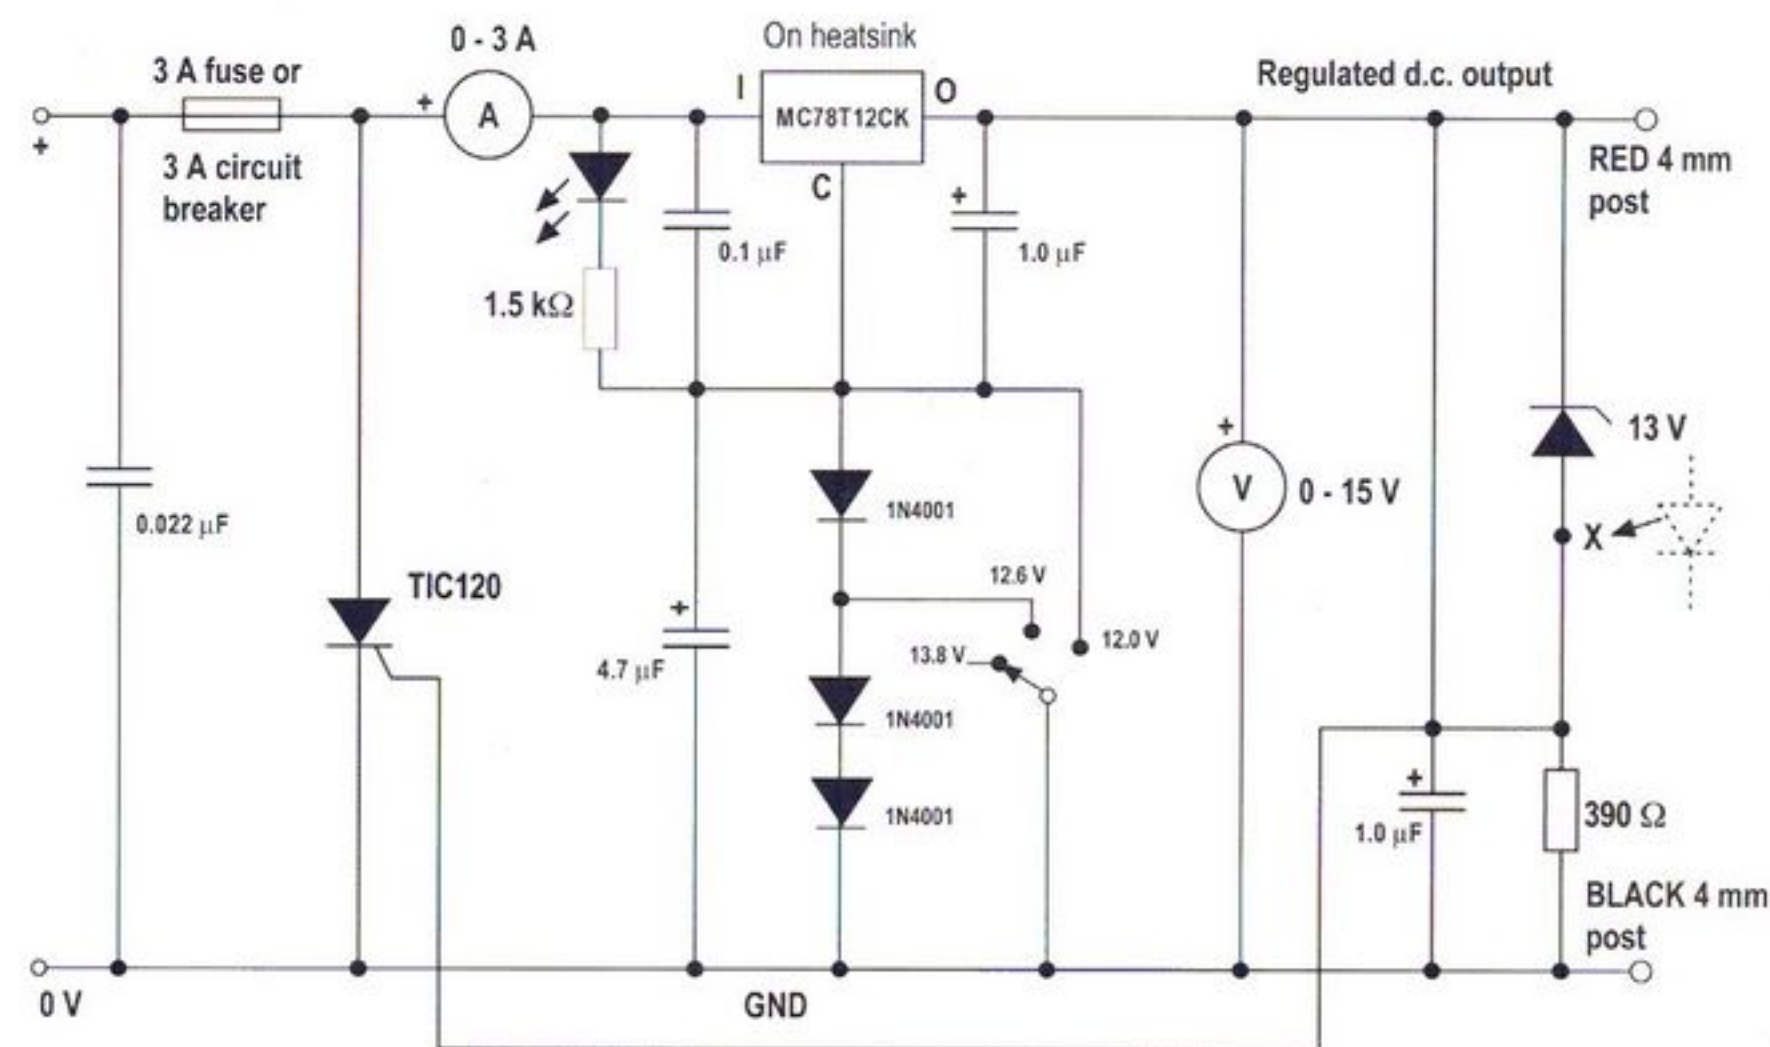 0 - 3 A
On heatsink
3 A fuse or
Regulated d.c. output
+
A
I
MC78T12CK
O
+
3 A circuit
breaker
C
RED 4 mm
post
+
0.1 µF
1.0 µF
1.5 kΩ
+
13 V
V
0 - 15 V
1N4001
0.022 µF
X
12.6 V
TIC120
+
12.0 V
13.8 V
4.7 µF
1N4001
+
1N4001
390 Ω
1.0 µF
BLACK 4 mm
post
0 V
GND